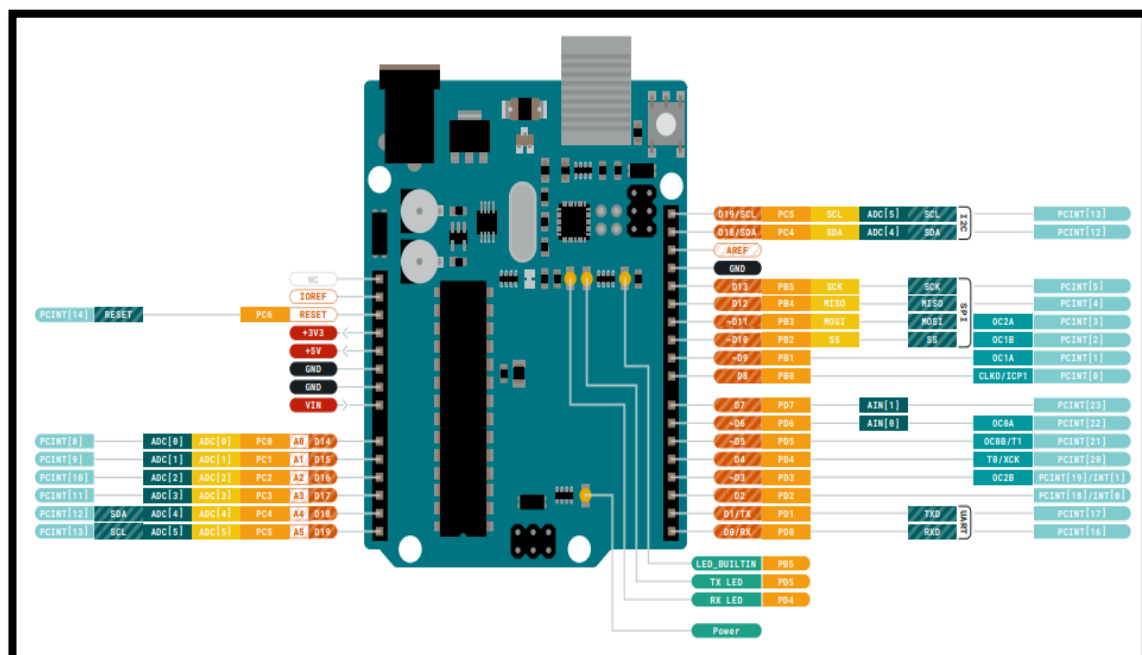 NC
IOREF
PCINT[14] RESET PC6 RESET
+3V3
+5V
GND
GND
VIN
PCINT[8] ADC[0] ADC[0] PC0 A0 D14
PCINT[9] ADC[1] ADC[1] PC1 A1 D15
PCINT[10] ADC[2] ADC[2] PC2 A2 D16
PCINT[11] ADC[3] ADC[3] PC3 A3 D17
PCINT[12] SDA ADC[4] ADC[4] PC4 A4 D18
PCINT[13] SCL ADC[5] ADC[5] PC5 A5 D19
D19/SCL PC5 SCL ADC[5] SCL PCINT[13]
D18/SDA PC4 SDA ADC[4] SDA PCINT[12]
I2C
AREF
GND
D13 PB5 SCK SCK PCINT[5]
D12 PB4 MISO MISO PCINT[4]
~D11 PB3 MOSI MOSI OC2A PCINT[3]
~D10 PB2 SS SS OC1B PCINT[2]
SPI
~D9 PB1 OC1A PCINT[1]
D8 PB0 CLKO/ICP1 PCINT[0]
D7 PD7 AIN[1] PCINT[23]
~D6 PD6 AIN[0] OC0A PCINT[22]
~D5 PD5 OC0B/T1 PCINT[21]
D4 PD4 T0/XCK PCINT[20]
~D3 PD3 OC2B PCINT[19]/INT[1]
D2 PD2 PCINT[18]/INT[0]
D1/TX PD1 TXD PCINT[17]
D0/RX PD0 RXD PCINT[16]
UART
LED_BUILTIN PB5
TX LED PD5
RX LED PD4
Power